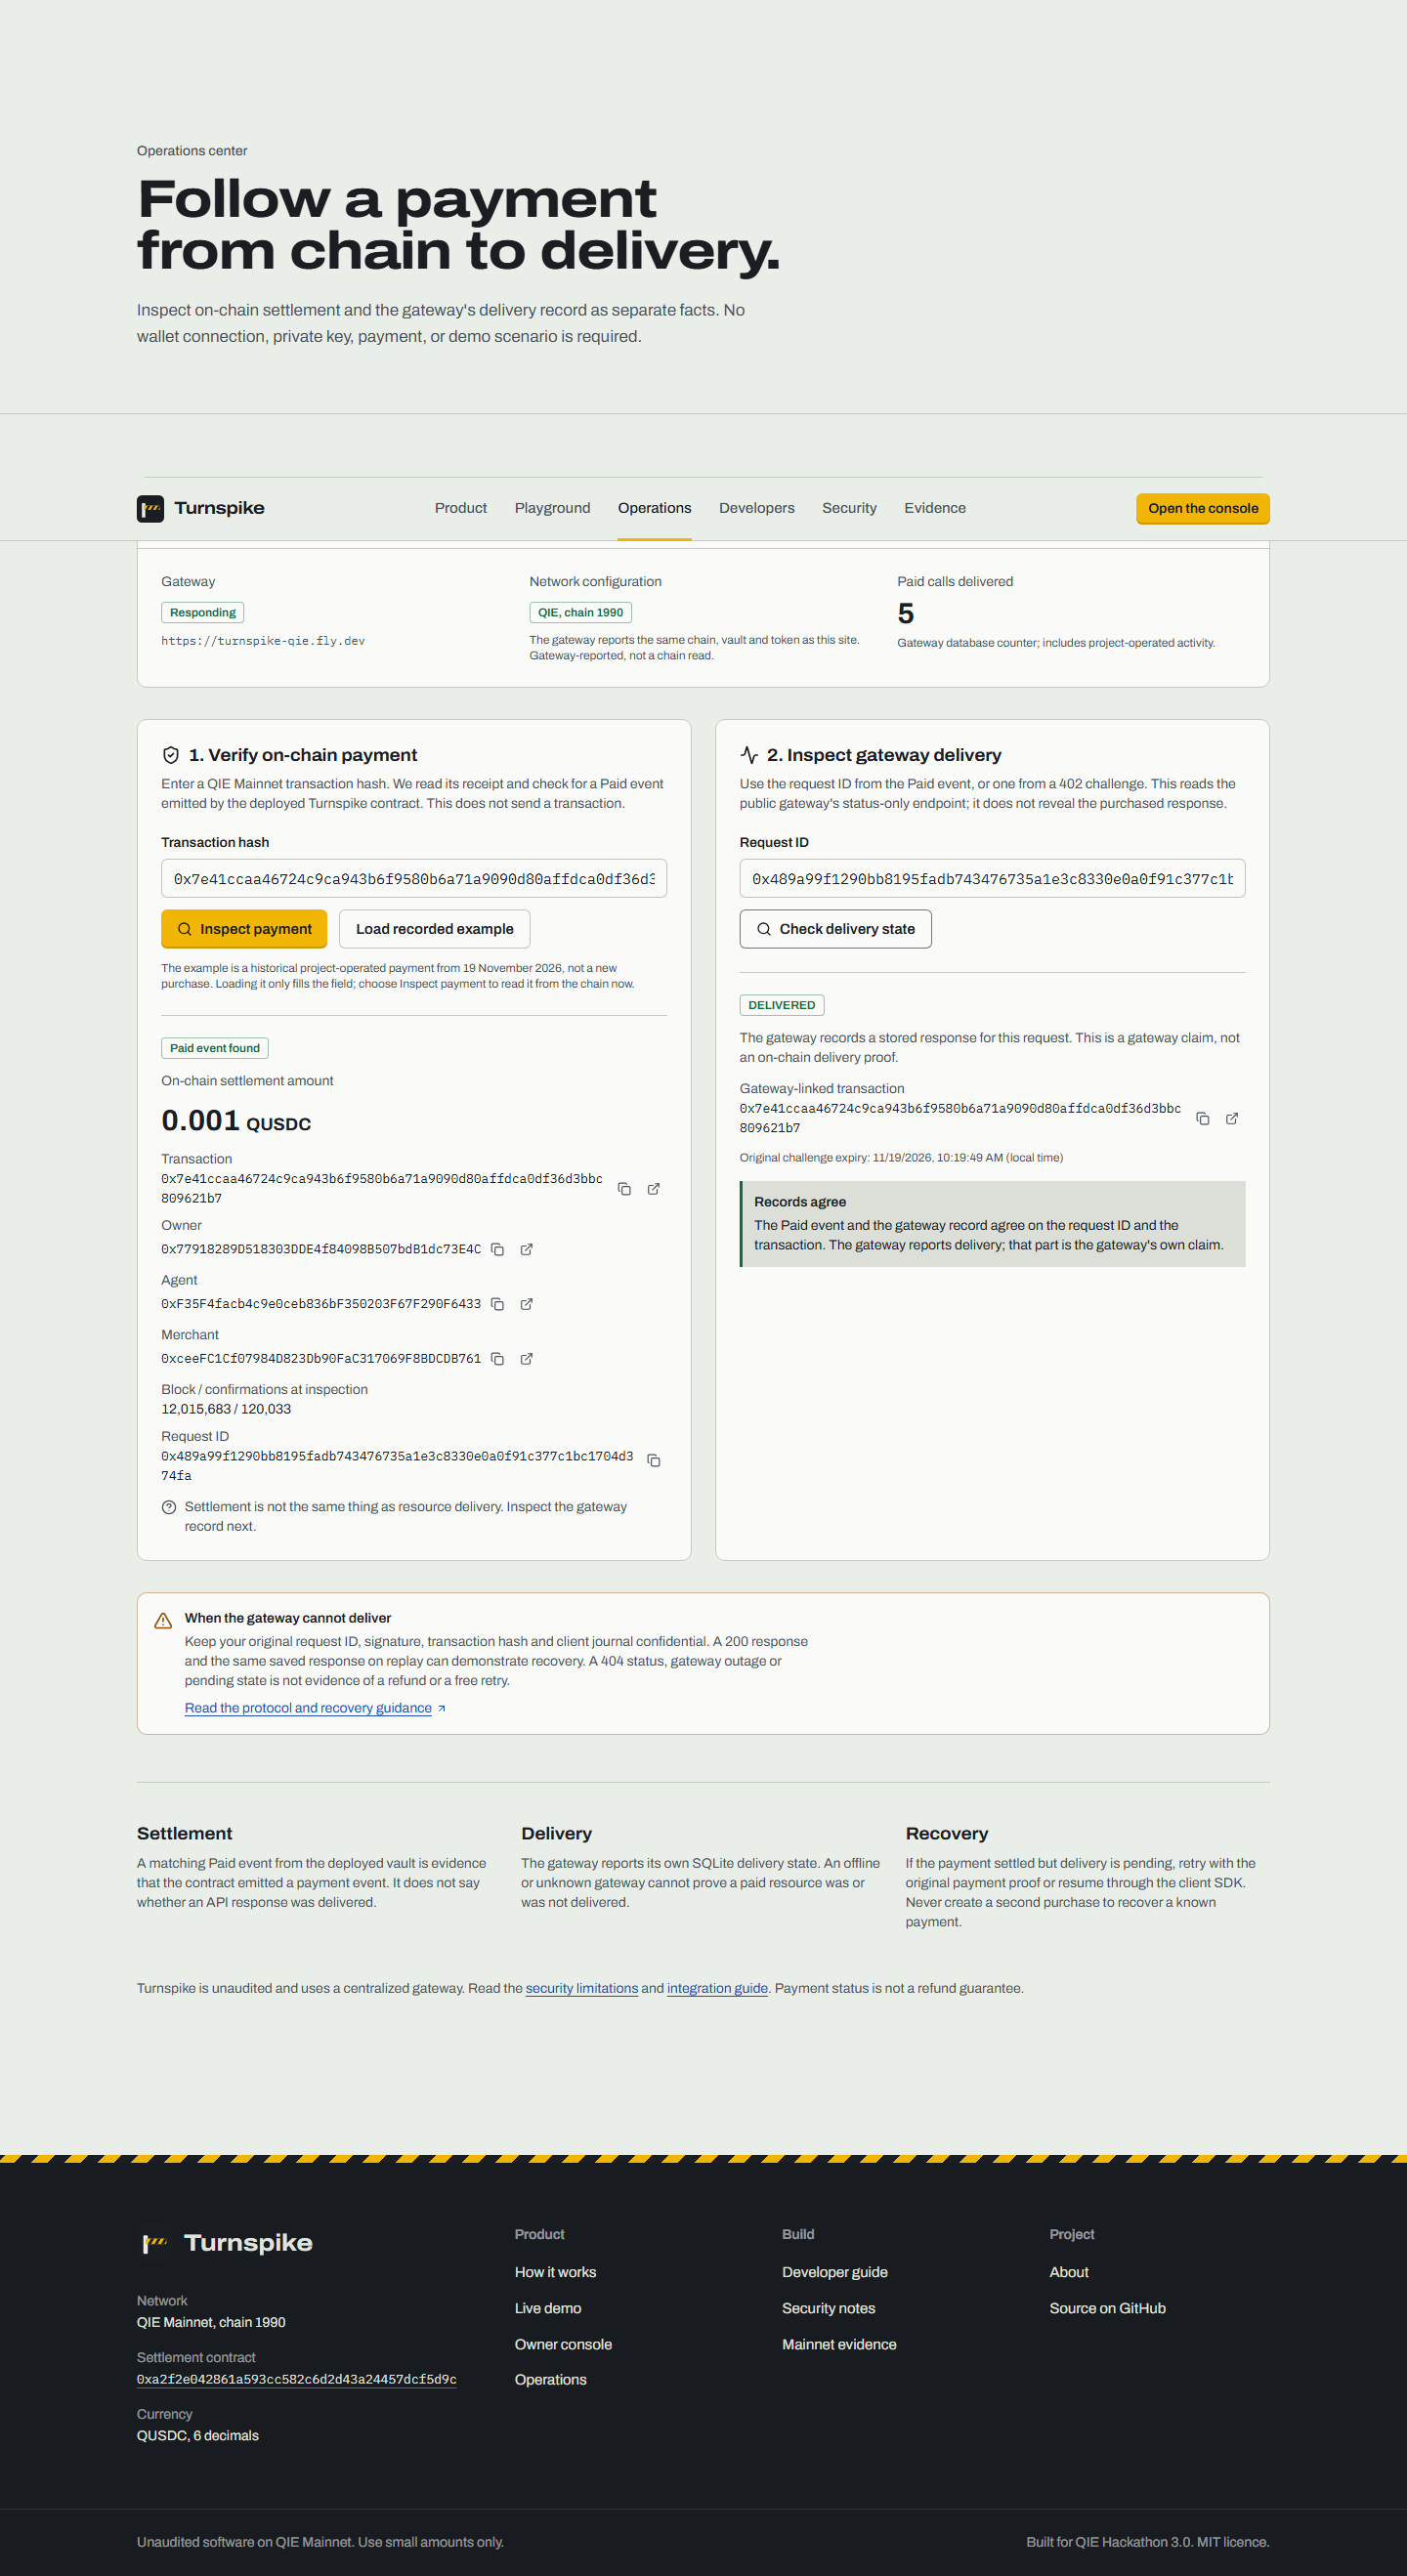 Operations center
Follow a payment
from chain to delivery.
Inspect on-chain settlement and the gateway's delivery record as separate facts. No
wallet connection, private key, payment, or demo scenario is required.
Turnspike
Product
Playground
Operations
Developers
Security
Evidence
Open the console
Gateway
Responding
https://turnspike-qie.fly.dev
Network configuration
QIE, chain 1990
The gateway reports the same chain, vault and token as this site.
Gateway-reported, not a chain read.
Paid calls delivered
5
Gateway database counter; includes project-operated activity.
1. Verify on-chain payment
Enter a QIE Mainnet transaction hash. We read its receipt and check for a Paid event
emitted by the deployed Turnspike contract. This does not send a transaction.
Transaction hash
0x7e41ccaa46724c9ca943b6f9580b6a71a9090d80affdca0df36d3
Inspect payment
Load recorded example
The example is a historical project-operated payment from 19 November 2026, not a new
purchase. Loading it only fills the field; choose Inspect payment to read it from the chain now.
Paid event found
On-chain settlement amount
0.001 QUSDC
Transaction
0x7e41ccaa46724c9ca943b6f9580b6a71a9090d80affdca0df36d3bbc
809621b7
Owner
0x77918289D518303DDE4f84098B507bdB1dc73E4C
Agent
0xF35F4facb4c9e0ceb836bF350203F67F290F6433
Merchant
0xceeFC1Cf07984D823Db90FaC317069F8BDCDB761
Block / confirmations at inspection
12,015,683 / 120,033
Request ID
0x489a99f1290bb8195fadb743476735a1e3c8330e0a0f91c377c1bc1704d3
74fa
Settlement is not the same thing as resource delivery. Inspect the gateway
record next.
2. Inspect gateway delivery
Use the request ID from the Paid event, or one from a 402 challenge. This reads the
public gateway's status-only endpoint; it does not reveal the purchased response.
Request ID
0x489a99f1290bb8195fadb743476735a1e3c8330e0a0f91c377c1b
Check delivery state
DELIVERED
The gateway records a stored response for this request. This is a gateway claim, not
an on-chain delivery proof.
Gateway-linked transaction
0x7e41ccaa46724c9ca943b6f9580b6a71a9090d80affdca0df36d3bbc
809621b7
Original challenge expiry: 11/19/2026, 10:19:49 AM (local time)
Records agree
The Paid event and the gateway record agree on the request ID and the
transaction. The gateway reports delivery; that part is the gateway's own claim.
When the gateway cannot deliver
Keep your original request ID, signature, transaction hash and client journal confidential. A 200 response
and the same saved response on replay can demonstrate recovery. A 404 status, gateway outage or
pending state is not evidence of a refund or a free retry.
Read the protocol and recovery guidance
Settlement
A matching Paid event from the deployed vault is evidence
that the contract emitted a payment event. It does not say
whether an API response was delivered.
Delivery
The gateway reports its own SQLite delivery state. An offline
or unknown gateway cannot prove a paid resource was or
was not delivered.
Recovery
If the payment settled but delivery is pending, retry with the
original payment proof or resume through the client SDK.
Never create a second purchase to recover a known
payment.
Turnspike is unaudited and uses a centralized gateway. Read the security limitations and integration guide. Payment status is not a refund guarantee.
Turnspike
Network
QIE Mainnet, chain 1990
Settlement contract
0xa2f2e042861a593cc582c6d2d43a24457dcf5d9c
Currency
QUSDC, 6 decimals
Product
How it works
Live demo
Owner console
Operations
Build
Developer guide
Security notes
Mainnet evidence
Project
About
Source on GitHub
Unaudited software on QIE Mainnet. Use small amounts only.
Built for QIE Hackathon 3.0. MIT licence.